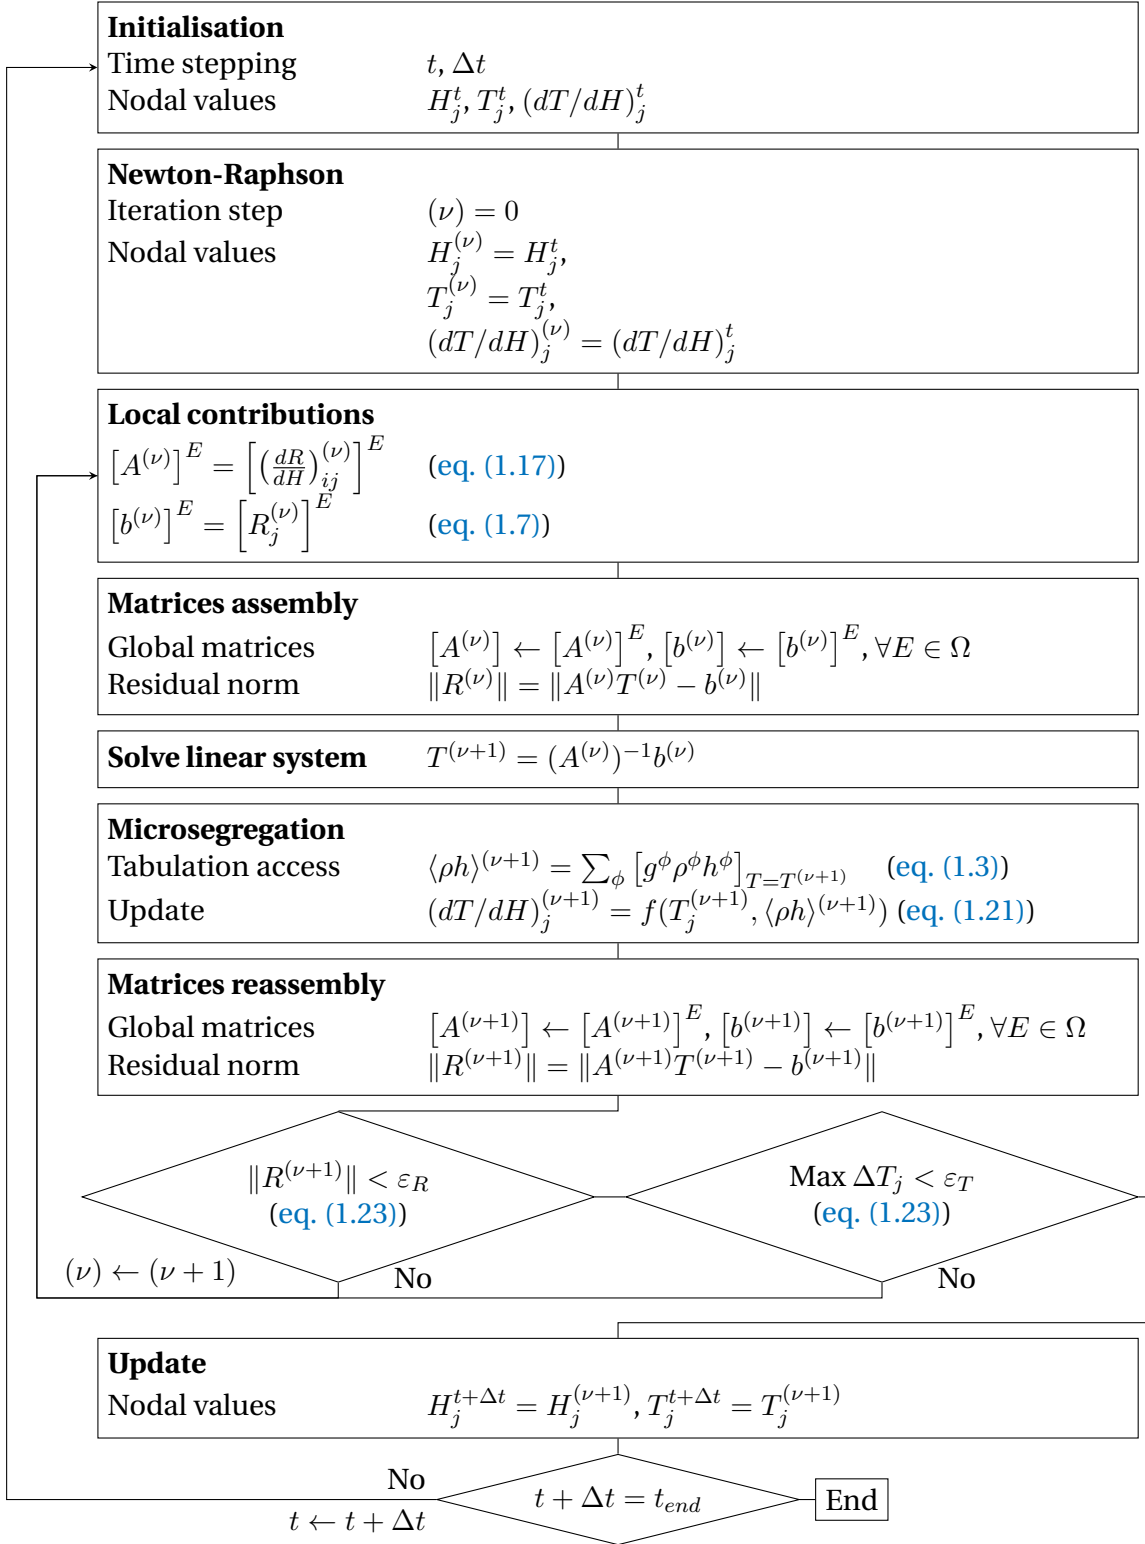 Initialisation
Time stepping t, Δt
Nodal values H_j^t, T_j^t, (dT/dH)_j^t
Newton-Raphson
Iteration step (ν) = 0
Nodal values H_j^{(ν)} = H_j^t,
T_j^{(ν)} = T_j^t,
(dT/dH)_j^{(ν)} = (dT/dH)_j^t
Local contributions
[A^{(ν)}]^E = [(dR/dH)_{ij}^{(ν)}]^E (eq. (1.17))
[b^{(ν)}]^E = [R_j^{(ν)}]^E (eq. (1.7))
Matrices assembly
Global matrices [A^{(ν)}] ← [A^{(ν)}]^E, [b^{(ν)}] ← [b^{(ν)}]^E, ∀E ∈ Ω
Residual norm ‖R^{(ν)}‖ = ‖A^{(ν)}T^{(ν)} − b^{(ν)}‖
Solve linear system T^{(ν+1)} = (A^{(ν)})^{−1}b^{(ν)}
Microsegregation
Tabulation access ⟨ρh⟩^{(ν+1)} = ∑_ϕ [g^ϕ ρ^ϕ h^ϕ]_{T=T^{(ν+1)}} (eq. (1.3))
Update (dT/dH)_j^{(ν+1)} = f(T_j^{(ν+1)}, ⟨ρh⟩^{(ν+1)}) (eq. (1.21))
Matrices reassembly
Global matrices [A^{(ν+1)}] ← [A^{(ν+1)}]^E, [b^{(ν+1)}] ← [b^{(ν+1)}]^E, ∀E ∈ Ω
Residual norm ‖R^{(ν+1)}‖ = ‖A^{(ν+1)}T^{(ν+1)} − b^{(ν+1)}‖
‖R^{(ν+1)}‖ < ε_R
(eq. (1.23))
Max ΔT_j < ε_T
(eq. (1.23))
(ν) ← (ν + 1)
No
No
Update
Nodal values H_j^{t+Δt} = H_j^{(ν+1)}, T_j^{t+Δt} = T_j^{(ν+1)}
No
t ← t + Δt
t + Δt = t_{end}
End